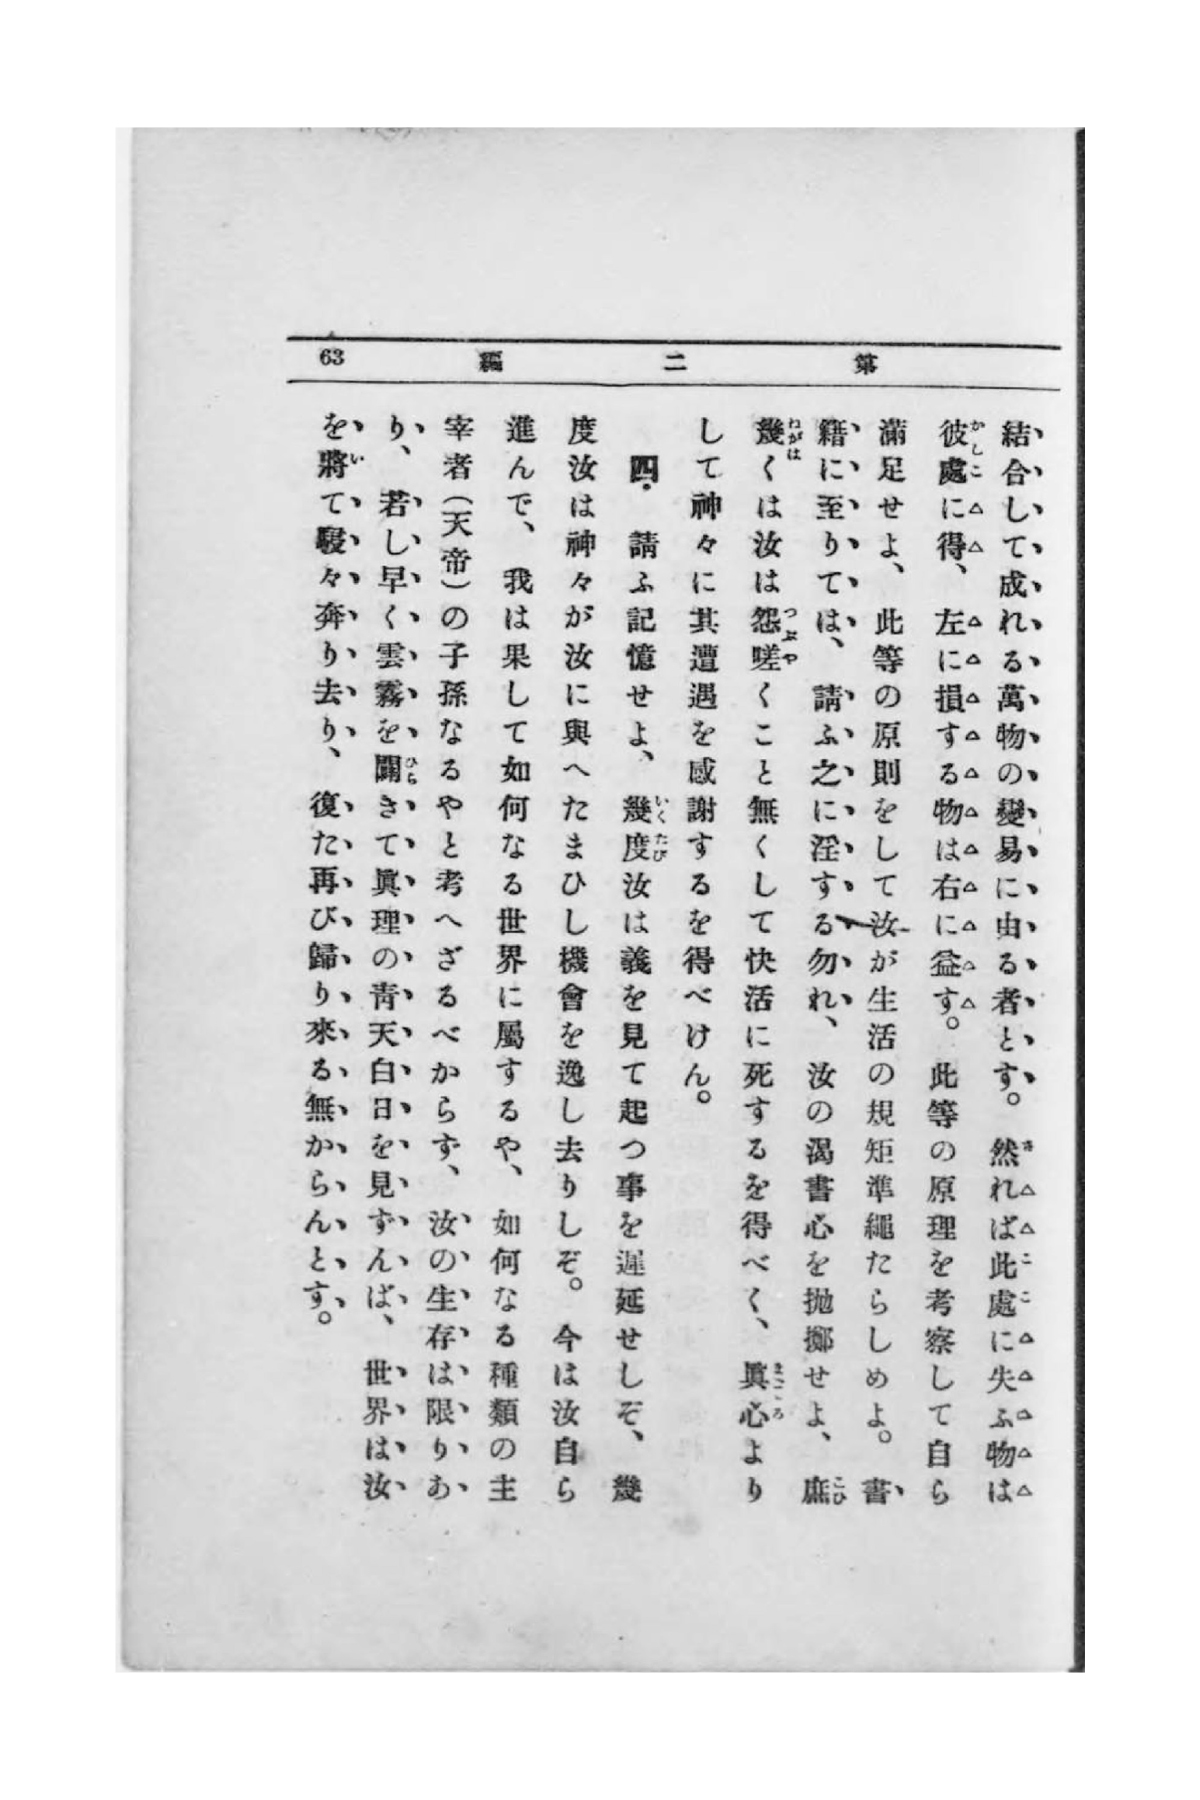 第二編
63
結合して成れる萬物の變易に由る者とす。然れば此處に失ふ物は
彼處に得、左に損する物は右に益す。此等の原理を考察して自ら
滿足せよ、此等の原則をして汝が生活の規矩準繩たらしめよ。書
籍に至りては、請ふ之に淫する勿れ、汝の渴書心を抛擲せよ、庶
幾くは汝は怨嗟くこと無くして快活に死するを得べく、眞心より
して神々に其遭遇を感謝するを得べけん。
四・請ふ記憶せよ、幾度汝は義を見て起つ事を遲延せしぞ、幾
度汝は神々が汝に與へたまひし機會を逸し去りしぞ。今は汝自ら
進んで、我は果して如何なる世界に屬するや、如何なる種類の主
宰者(天帝)の子孫なるやと考へざるべからず、汝の生存は限りあ
り、若し早く雲霧を闢きて眞理の靑天白日を見ずんば、世界は汝
を將て駸々奔り去り、復た再び歸り來る無からんとす。